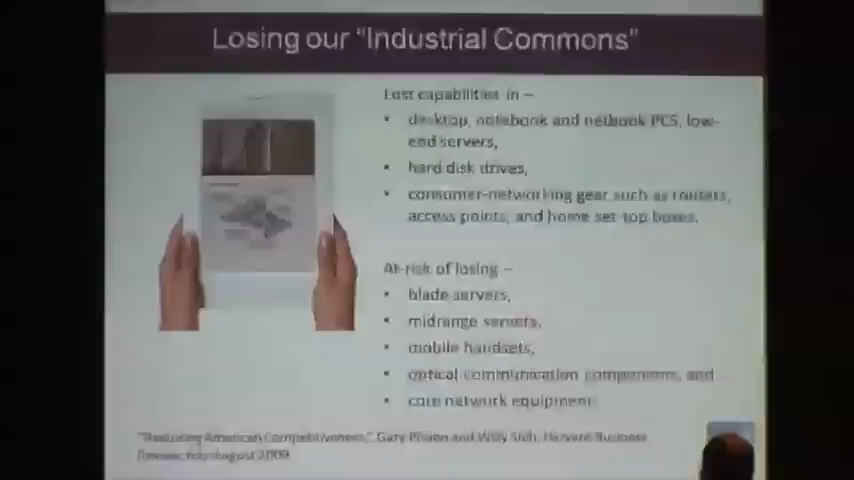 Losing our "Industrial Commons"
Lost capabilities in –
• desktop, notebook and netbook PCS, low-
end servers,
• hard disk drives,
• consumer-networking gear such as routers,
access points, and home set-top boxes.
At-risk of losing –
• blade servers,
• midrange servers,
• mobile handsets,
• optical communication components, and
• core network equipment
"Restoring American Competitiveness," Gary Pisano and Willy Shih, Harvard Business
Review, July-August 2009